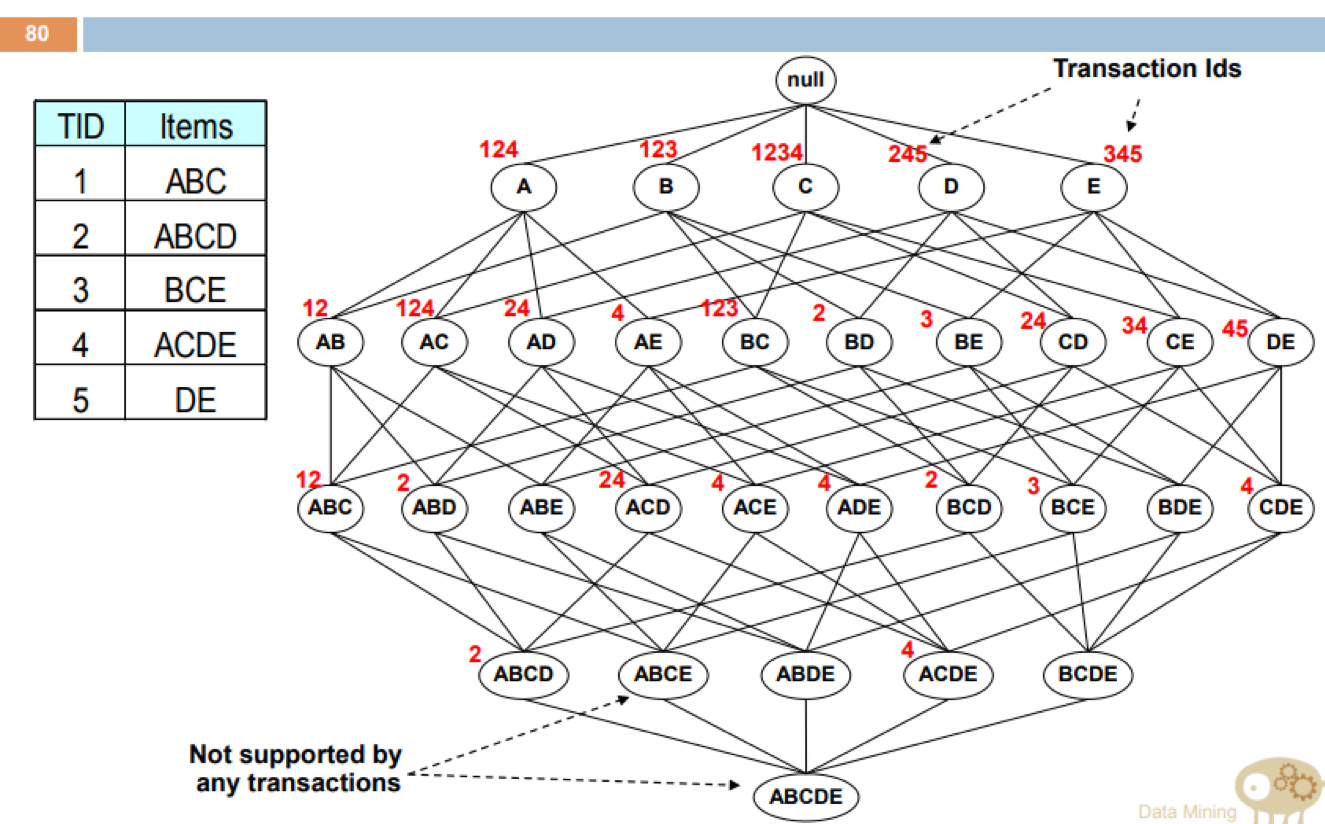 80
Transaction Ids
null
TID Items
1 ABC
2 ABCD
3 BCE
4 ACDE
5 DE
124 123 1234 245 345
A B C D E
12 124 24 4 123 2 3 24 34 45
AB AC AD AE BC BD BE CD CE DE
12 2 24 4 4 2 3 4
ABC ABD ABE ACD ACE ADE BCD BCE BDE CDE
2 4
ABCD ABCE ABDE ACDE BCDE
Not supported by
any transactions
ABCDE
Data Mining